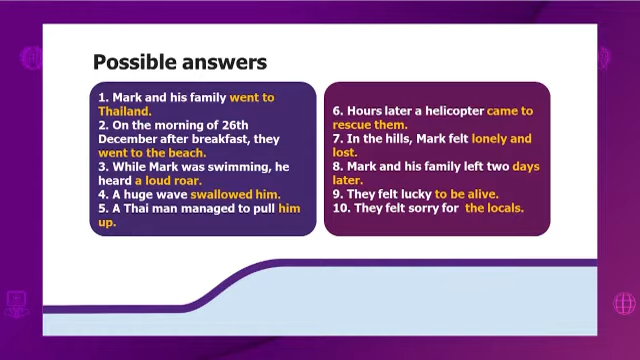 Possible answers
1. Mark and his family went to
Thailand.
2. On the morning of 26th
December after breakfast, they
went to the beach.
3. While Mark was swimming, he
heard a loud roar.
4. A huge wave swallowed him.
5. A Thai man managed to pull him
up.
6. Hours later a helicopter came to
rescue them.
7. In the hills, Mark felt lonely and
lost.
8. Mark and his family left two days
later.
9. They felt lucky to be alive.
10. They felt sorry for the locals.